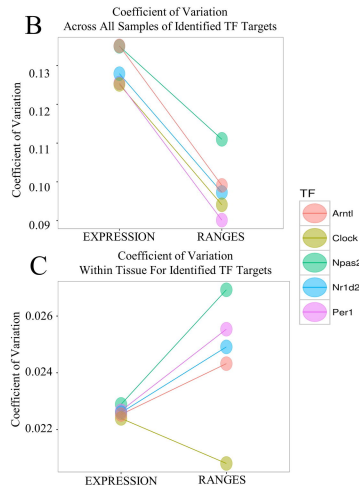 B
Coefficient of Variation
Across All Samples of Identified TF Targets
Coefficient of Variation
0.13
0.12
0.11
0.10
0.09
EXPRESSION RANGES
TF
Arntl
Clock
Npas2
Nr1d2
Per1
C
Coefficient of Variation
Within Tissue For Identified TF Targets
Coefficient of Variation
0.026
0.024
0.022
EXPRESSION RANGES